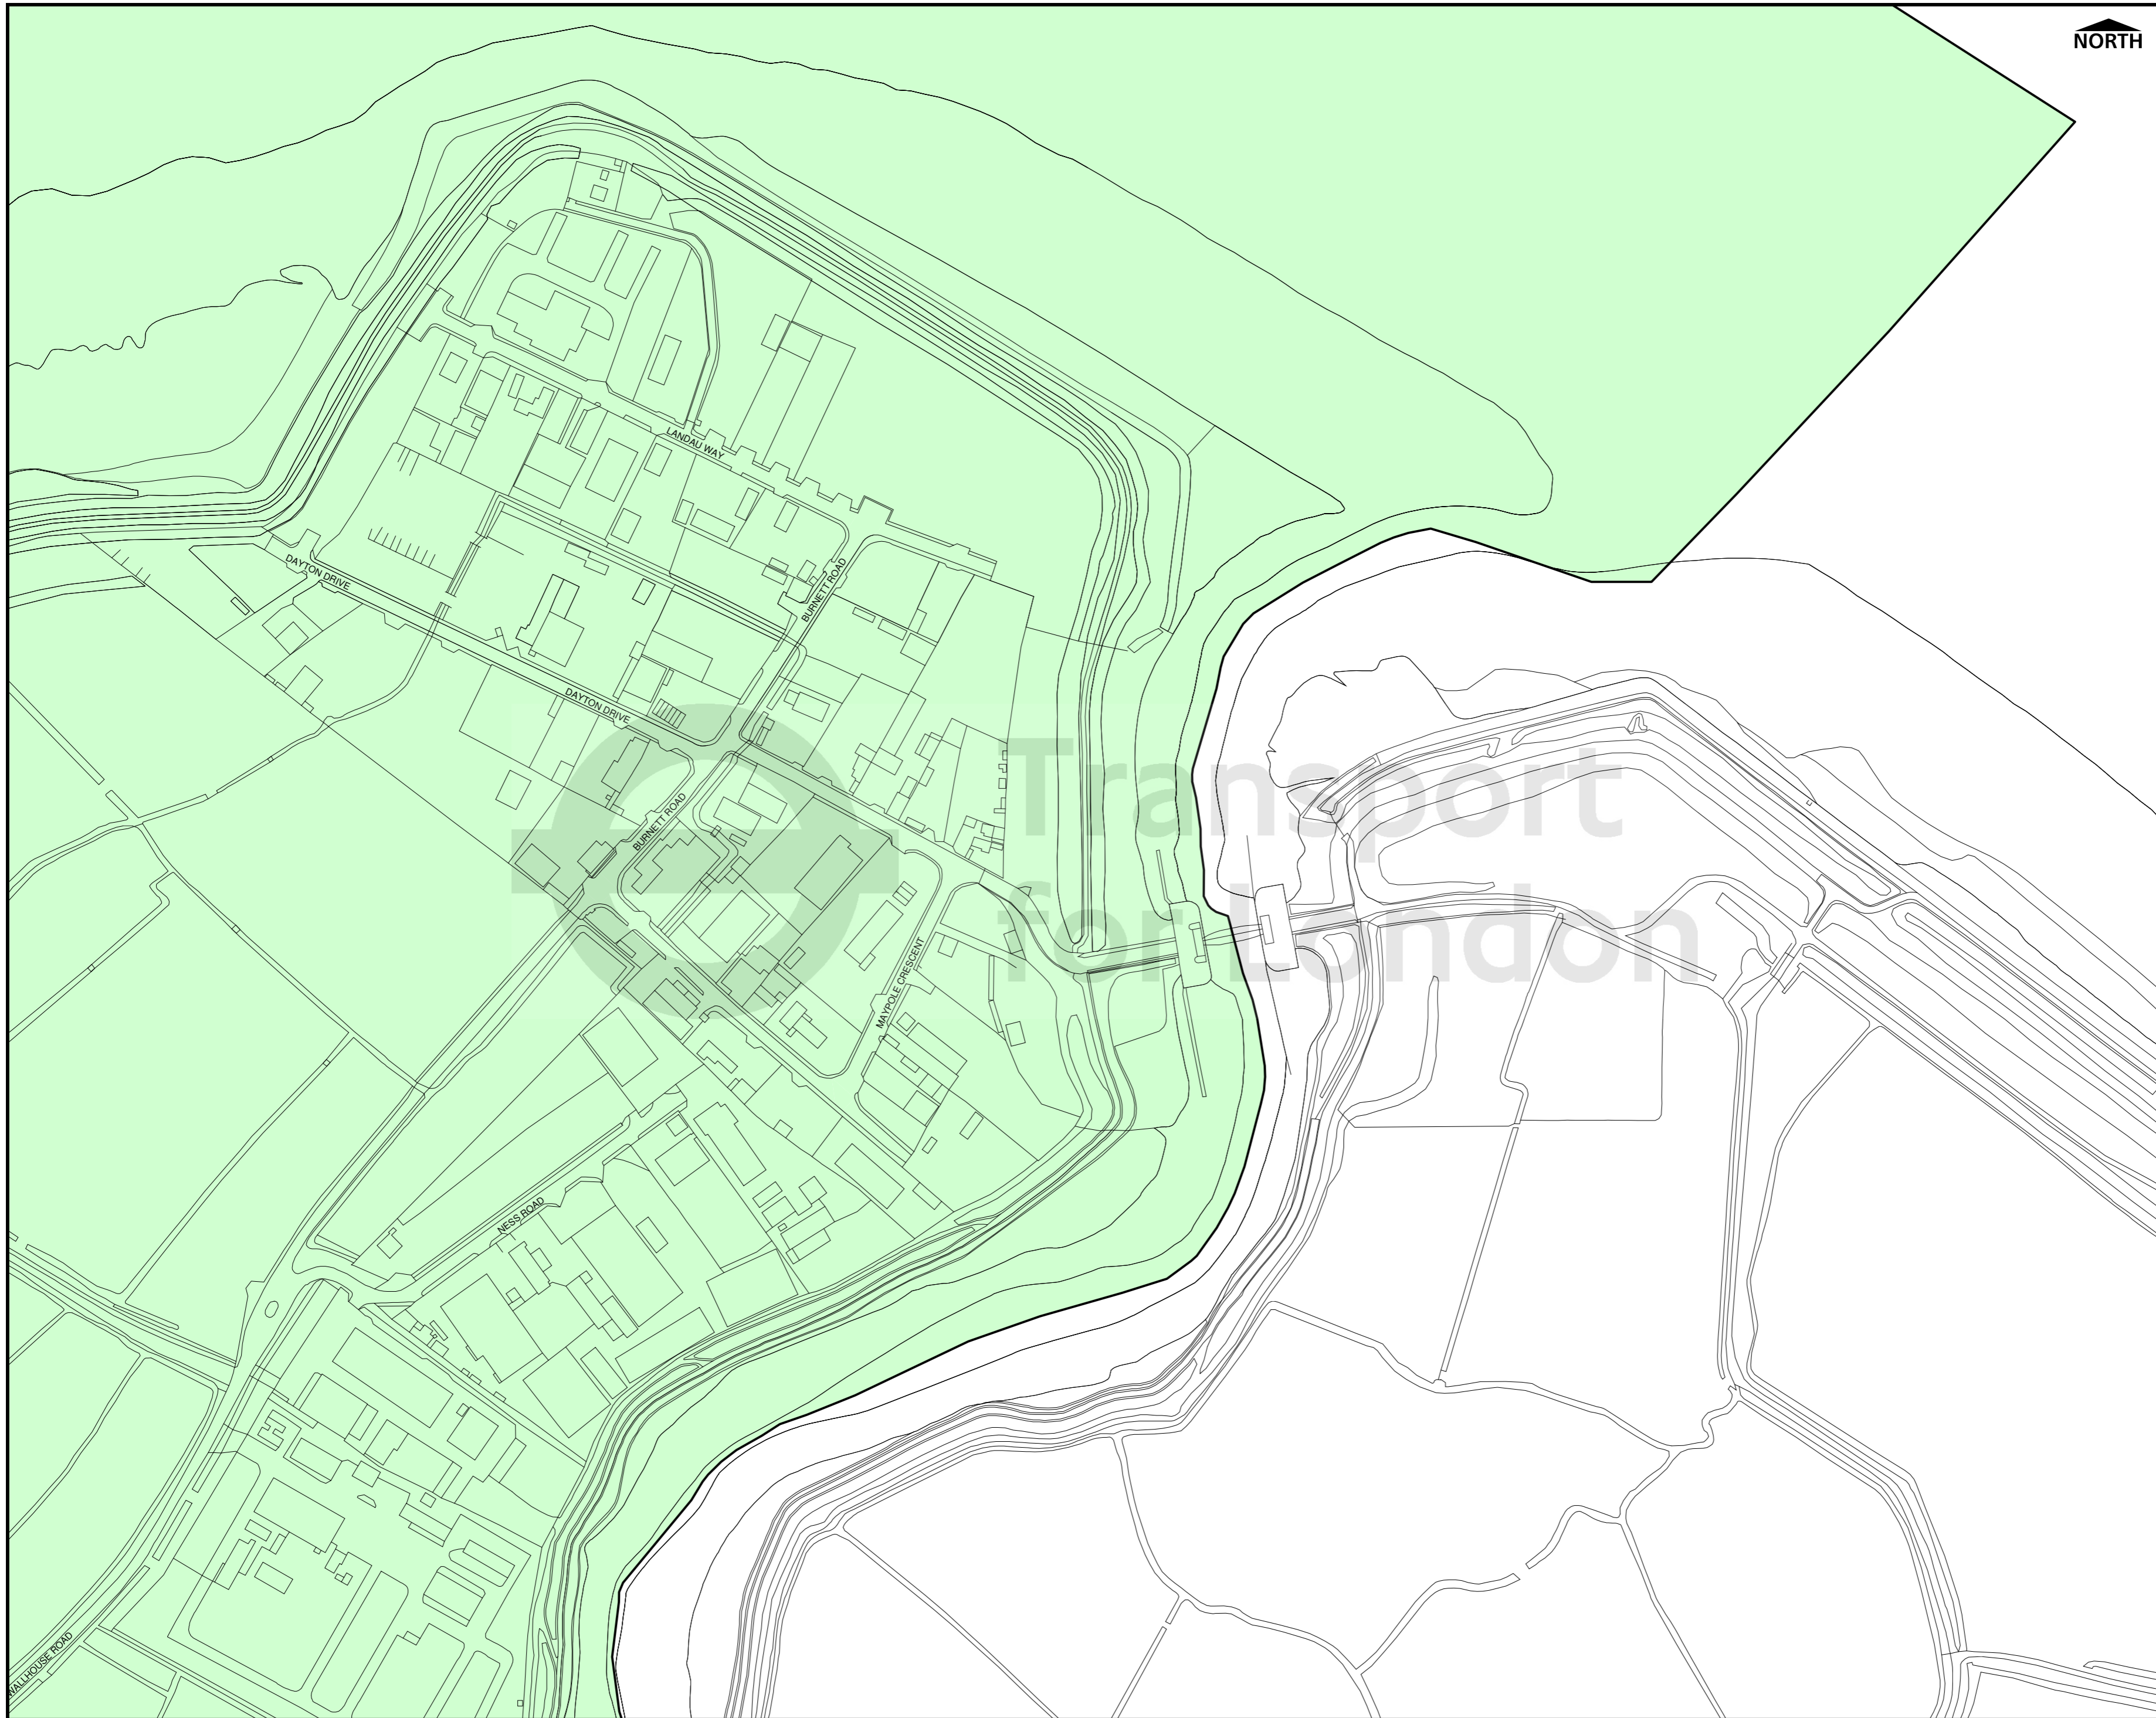 NORTH
LANDAU WAY
DAYTON DRIVE
BURNETT ROAD
DAYTON DRIVE
Transport
for London
BURNETT ROAD
MAYPOLE CRESCENT
NESS ROAD
WALLHOUSE ROAD